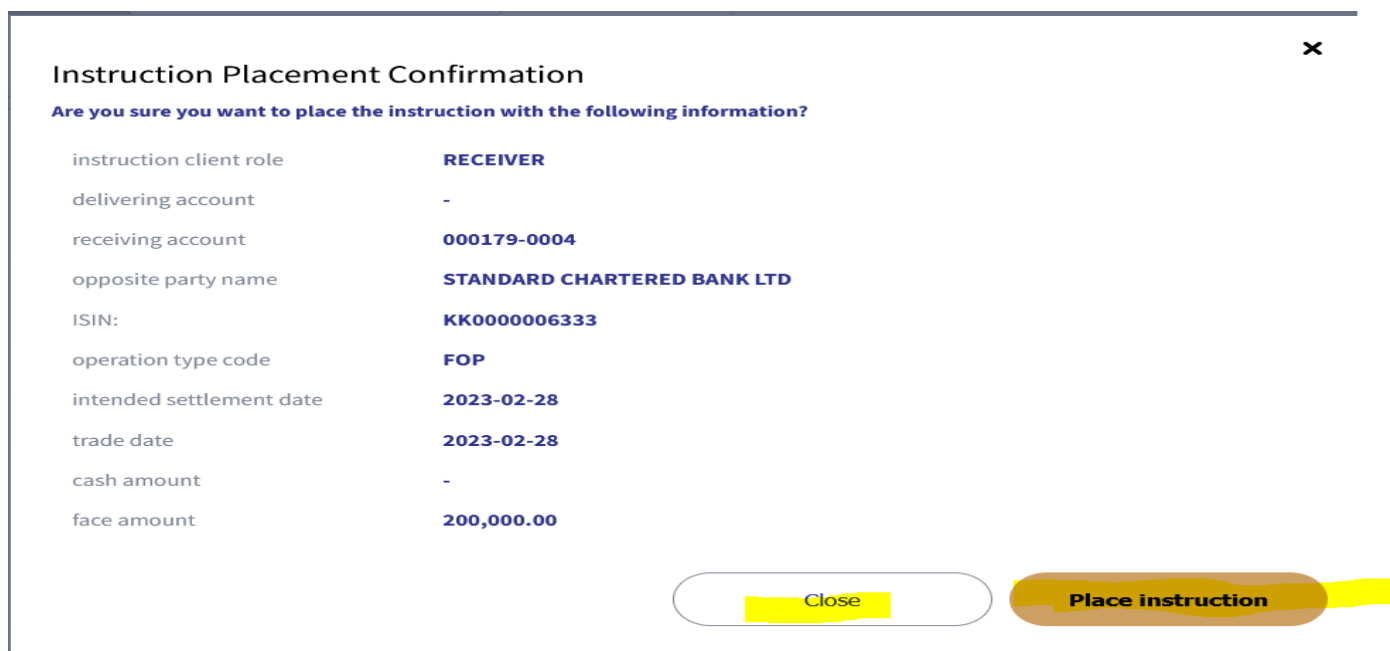 Instruction Placement Confirmation
Are you sure you want to place the instruction with the following information?
instruction client role RECEIVER
delivering account -
receiving account 000179-0004
opposite party name STANDARD CHARTERED BANK LTD
ISIN: KK0000006333
operation type code FOP
intended settlement date 2023-02-28
trade date 2023-02-28
cash amount -
face amount 200,000.00
Close Place instruction